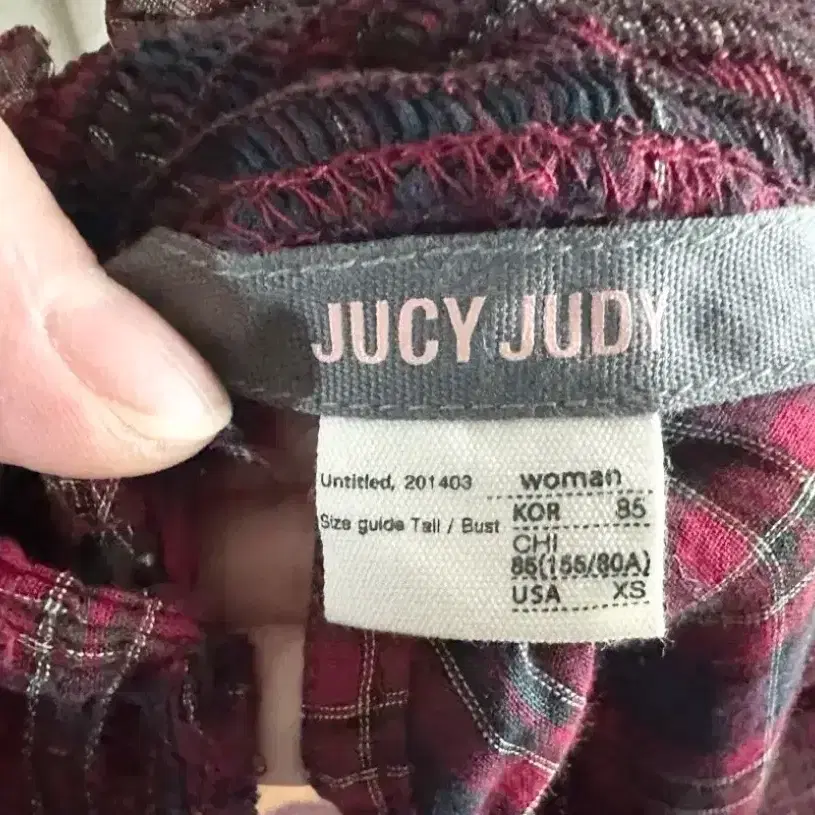 JUCY JUDY
Untitled, 201403
Size guide Tall / Bust
woman
KOR 85
CHI
85(155/80A)
USA XS